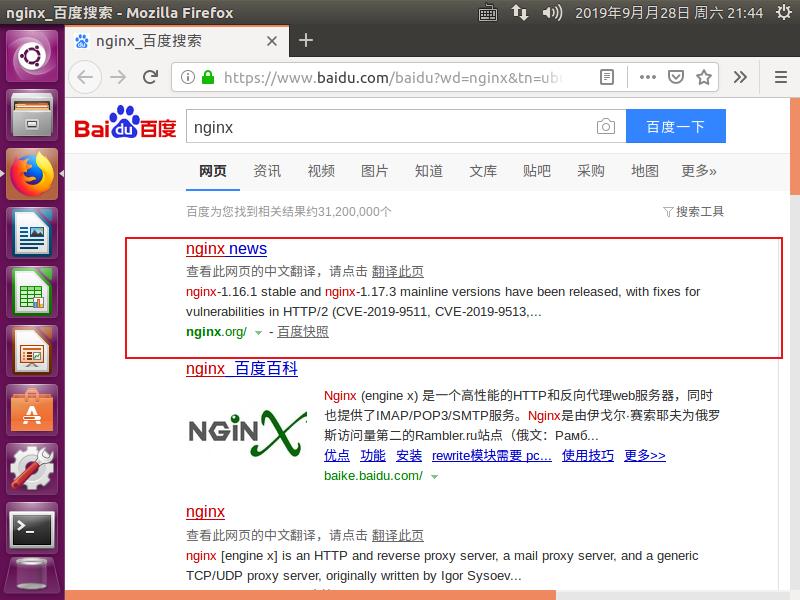 nginx_百度搜索 - Mozilla Firefox
2019年9月月28日 周六 21:44
nginx_百度搜索
https://www.baidu.com/baidu?wd=nginx&tn=ubu
Bai du 百度
nginx
百度一下
网页 资讯 视频 图片 知道 文库 贴吧 采购 地图 更多»
百度为您找到相关结果约31,200,000个
搜索工具
nginx news
查看此网页的中文翻译，请点击 翻译此页
nginx-1.16.1 stable and nginx-1.17.3 mainline versions have been released, with fixes for
vulnerabilities in HTTP/2 (CVE-2019-9511, CVE-2019-9513,...
nginx.org/ - 百度快照
nginx_百度百科
NGiNX
Nginx (engine x) 是一个高性能的HTTP和反向代理web服务器，同时
也提供了IMAP/POP3/SMTP服务。Nginx是由伊戈尔·赛索耶夫为俄罗
斯访问量第二的Rambler.ru站点（俄文：Рамб...
优点 功能 安装 rewrite模块需要 pc... 使用技巧 更多>>
baike.baidu.com/
nginx
查看此网页的中文翻译，请点击 翻译此页
nginx [engine x] is an HTTP and reverse proxy server, a mail proxy server, and a generic
TCP/UDP proxy server, originally written by Igor Sysoev...